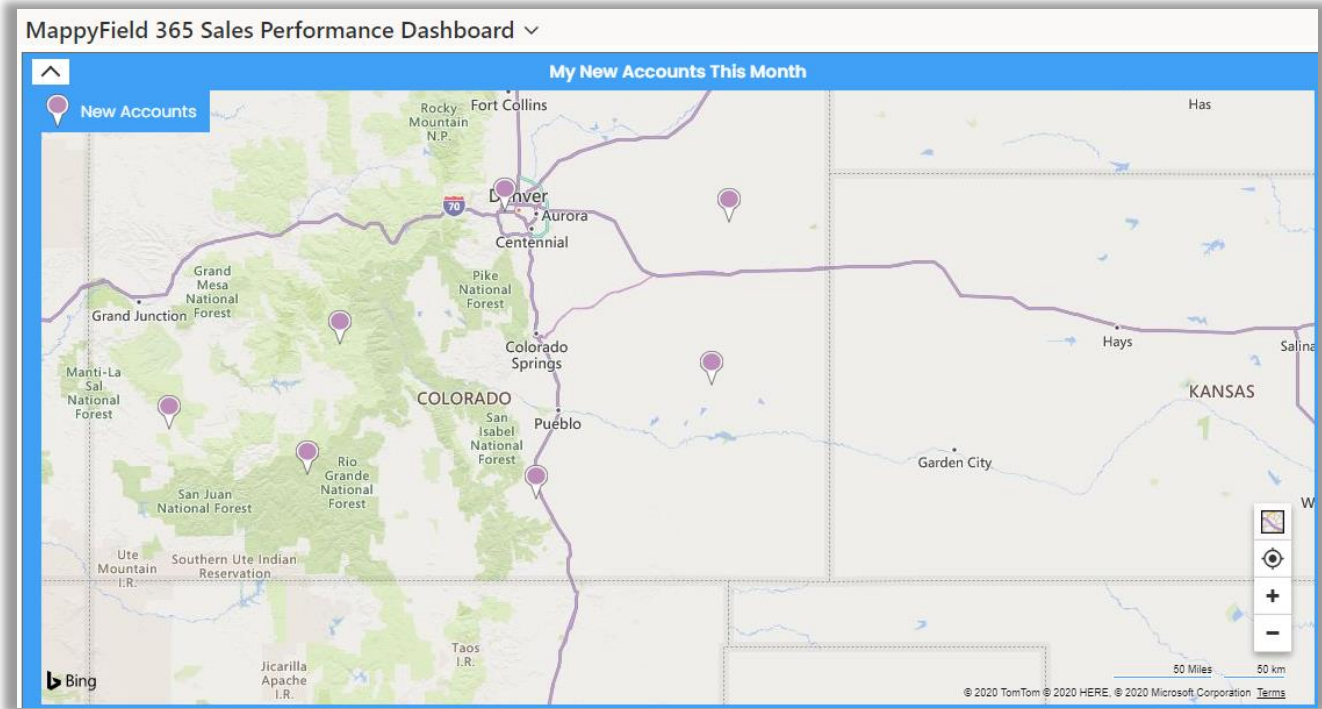 MappyField 365 Sales Performance Dashboard
My New Accounts This Month
New Accounts
Rocky
Mountain
N.P.
Fort Collins
Has
Denver
70
Aurora
Centennial
Grand
Mesa
National
Forest
Pike
National
Forest
Grand Junction
Colorado
Springs
Hays
Salina
Manti-La
Sal
National
Forest
COLORADO
KANSAS
San
Isabel
National
Forest
Pueblo
Rio
Grande
National
Forest
Garden City
San Juan
National Forest
W
Ute
Mountain
I.R.
Southern Ute Indian
Reservation
+
−
Taos
I.R.
Jicarilla
Apache
I.R.
Bing
50 Miles
50 km
© 2020 TomTom © 2020 HERE, © 2020 Microsoft Corporation Terms